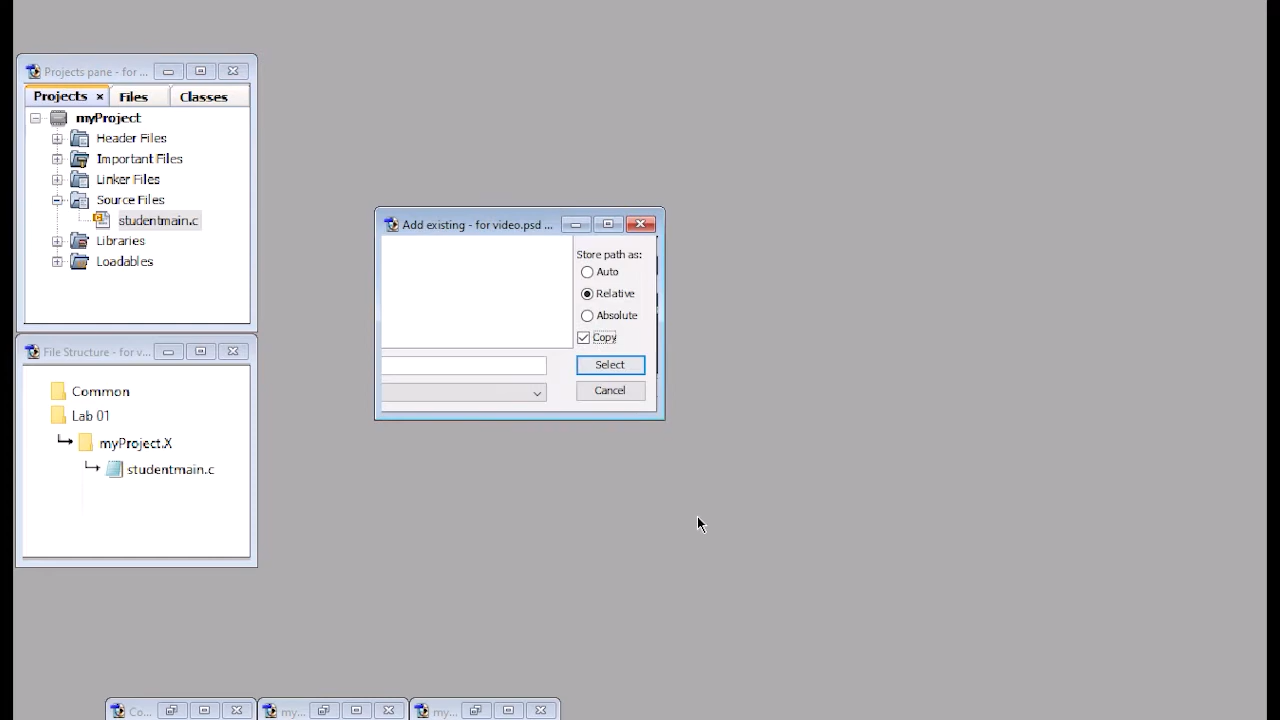 Projects pane - for ...
Projects × Files Classes
myProject
Header Files
Important Files
Linker Files
Source Files
studentmain.c
Libraries
Loadables
File Structure - for v...
Common
Lab 01
myProject.X
studentmain.c
Add existing - for video.psd ...
Store path as:
Auto
Relative
Absolute
Copy
Select
Cancel
Co...
my...
my...